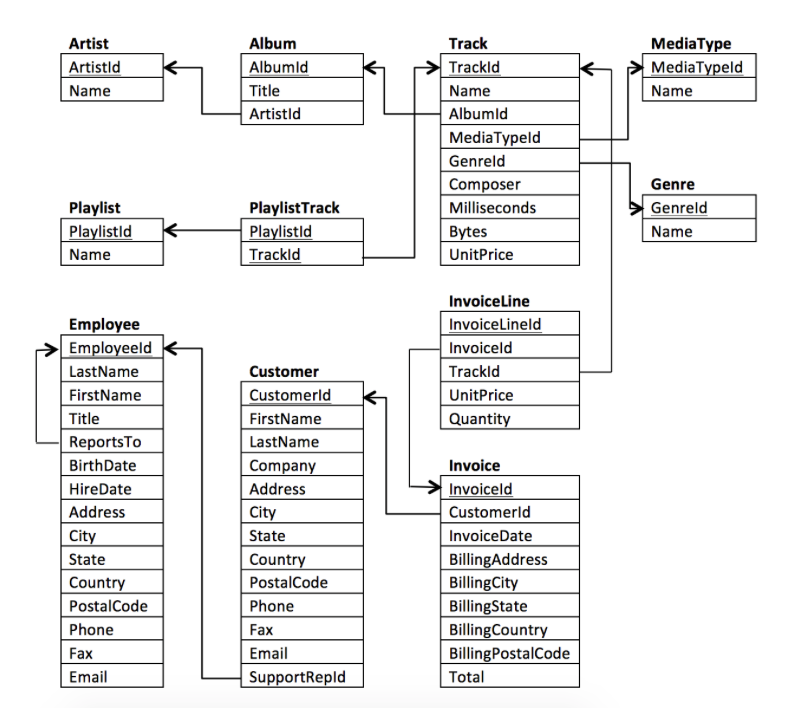 Artist
ArtistId
Name
Album
AlbumId
Title
ArtistId
Track
TrackId
Name
AlbumId
MediaTypeId
GenreId
Composer
Milliseconds
Bytes
UnitPrice
MediaType
MediaTypeId
Name
Genre
GenreId
Name
Playlist
PlaylistId
Name
PlaylistTrack
PlaylistId
TrackId
Employee
EmployeeId
LastName
FirstName
Title
ReportsTo
BirthDate
HireDate
Address
City
State
Country
PostalCode
Phone
Fax
Email
Customer
CustomerId
FirstName
LastName
Company
Address
City
State
Country
PostalCode
Phone
Fax
Email
SupportRepId
InvoiceLine
InvoiceLineId
InvoiceId
TrackId
UnitPrice
Quantity
Invoice
InvoiceId
CustomerId
InvoiceDate
BillingAddress
BillingCity
BillingState
BillingCountry
BillingPostalCode
Total